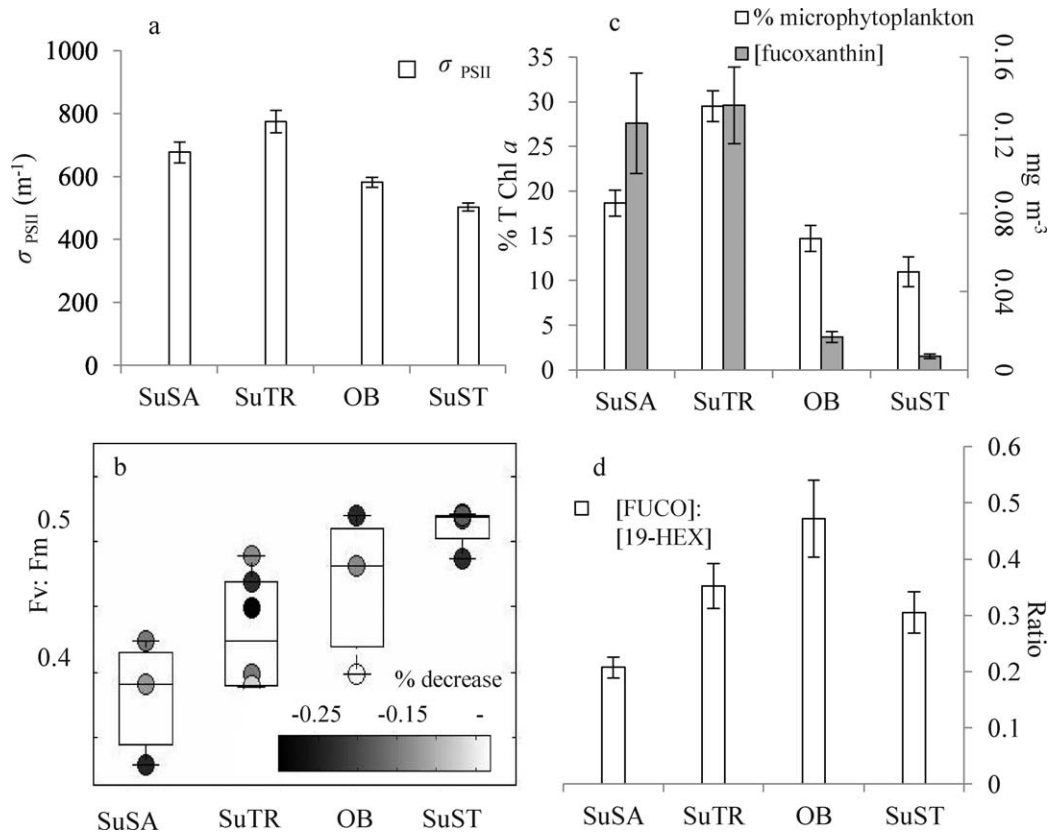 a
1000
800
600
400
200
0
σ PSII (m⁻¹)
σ PSII
SuSA SuTR OB SuST
c
% microphytoplankton
[fucoxanthin]
35
30
25
20
15
10
5
0
% T Chl a
0.16
0.12
0.08
0.04
0
mg m⁻³
SuSA SuTR OB SuST
b
0.5
0.4
Fv: Fm
% decrease
-0.25 -0.15 -
SuSA SuTR OB SuST
d
[FUCO]:
[19-HEX]
0.6
0.5
0.4
0.3
0.2
0.1
0
Ratio
SuSA SuTR OB SuST